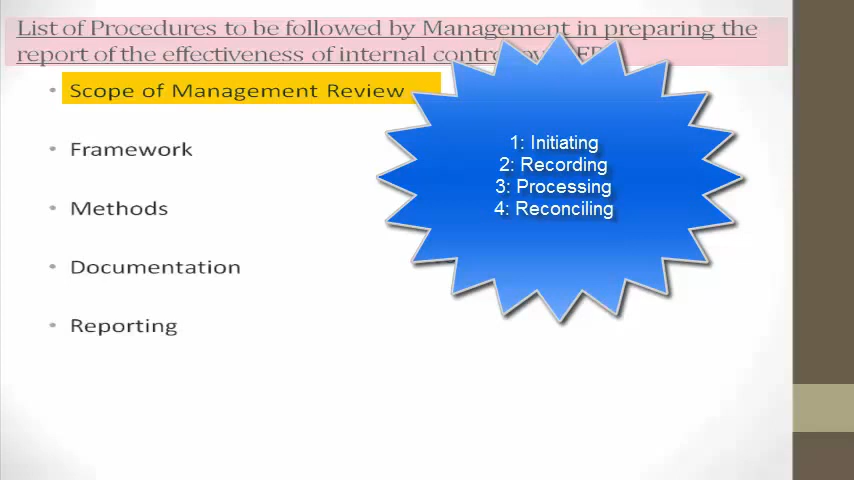 List of Procedures to be followed by Management in preparing the
report of the effectiveness of internal
Scope of Management Review
Framework
Methods
Documentation
Reporting
1: Initiating
2: Recording
3: Processing
4: Reconciling